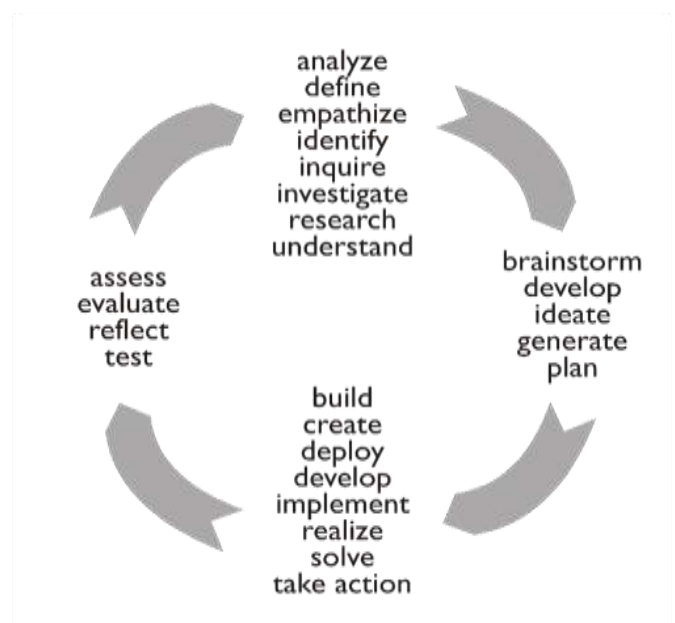 analyze
define
empathize
identify
inquire
investigate
research
understand
brainstorm
develop
ideate
generate
plan
build
create
deploy
develop
implement
realize
solve
take action
assess
evaluate
reflect
test